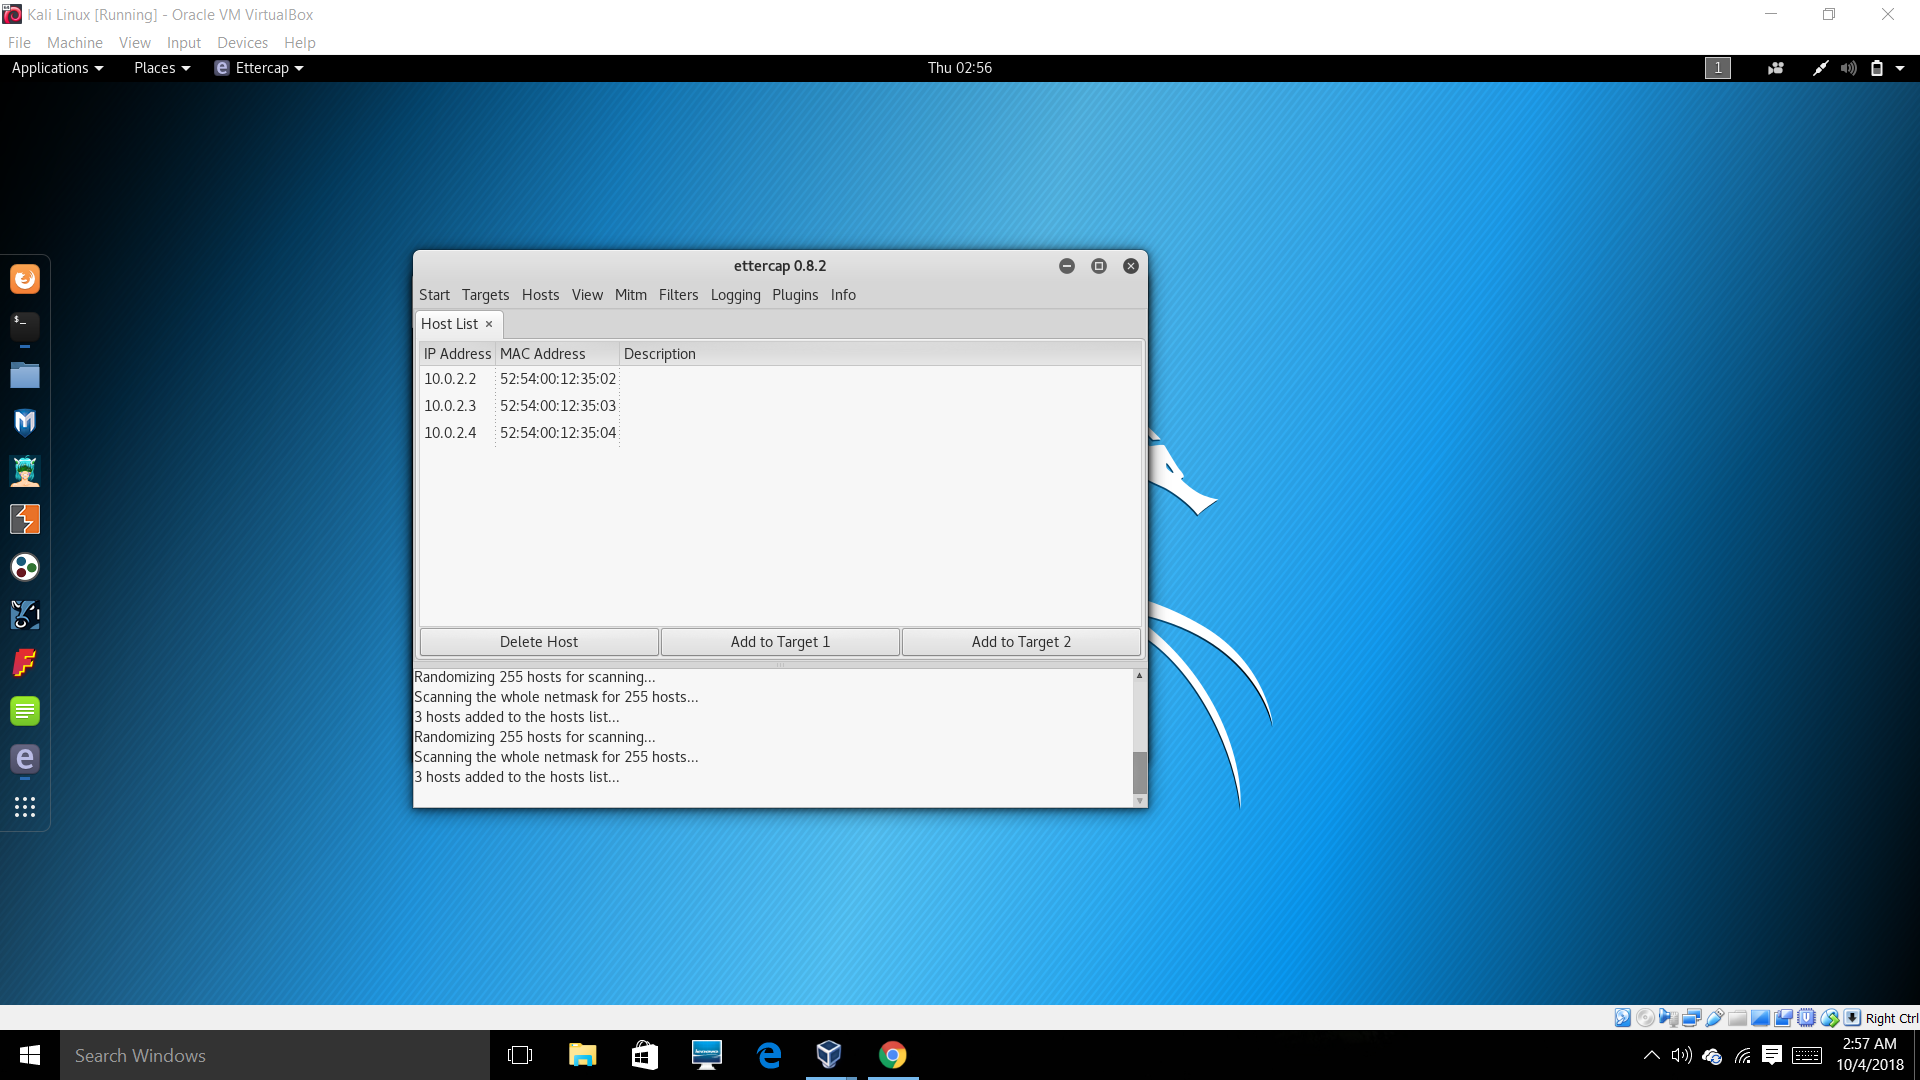 Kali Linux [Running] - Oracle VM VirtualBox
File Machine View Input Devices Help
Applications Places Ettercap Thu 02:56 1
ettercap 0.8.2
Start Targets Hosts View Mitm Filters Logging Plugins Info
Host List ×
IP Address MAC Address Description
10.0.2.2 52:54:00:12:35:02
10.0.2.3 52:54:00:12:35:03
10.0.2.4 52:54:00:12:35:04
Delete Host Add to Target 1 Add to Target 2
Randomizing 255 hosts for scanning...
Scanning the whole netmask for 255 hosts...
3 hosts added to the hosts list...
Randomizing 255 hosts for scanning...
Scanning the whole netmask for 255 hosts...
3 hosts added to the hosts list...
Right Ctrl
Search Windows
2:57 AM
10/4/2018